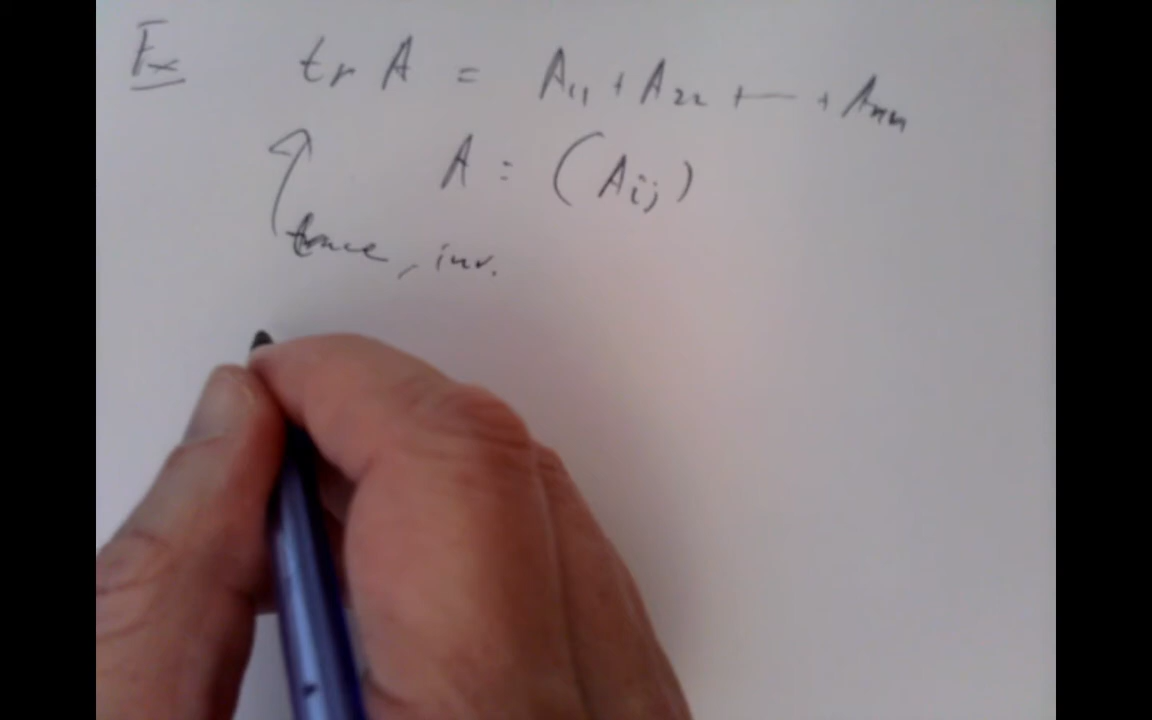 Ex tr A = A₁₁ + A₂₂ + — + Aₙₙ
A = (Aᵢⱼ)
trace, inv.